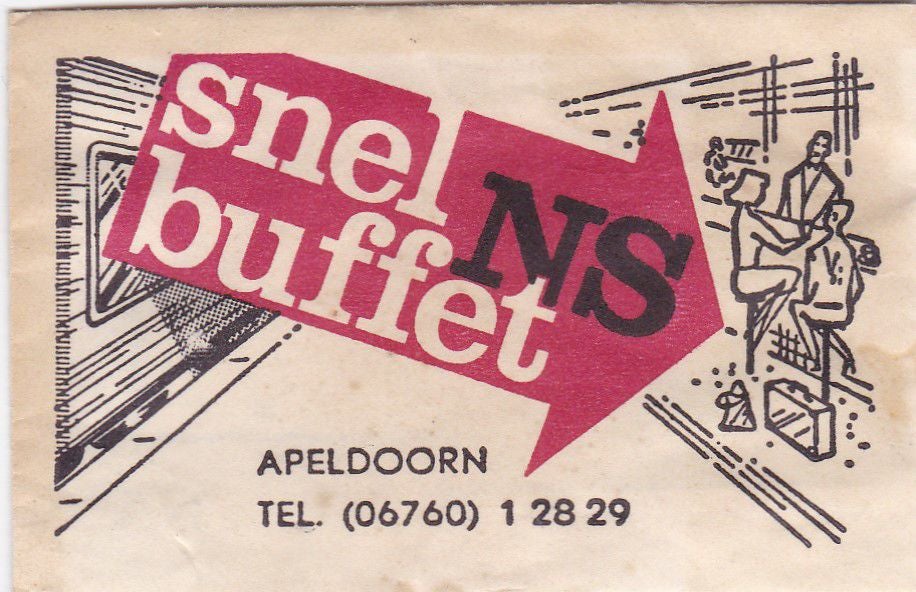 snel
buffet
NS
APELDOORN
TEL. (06760) 1 28 29